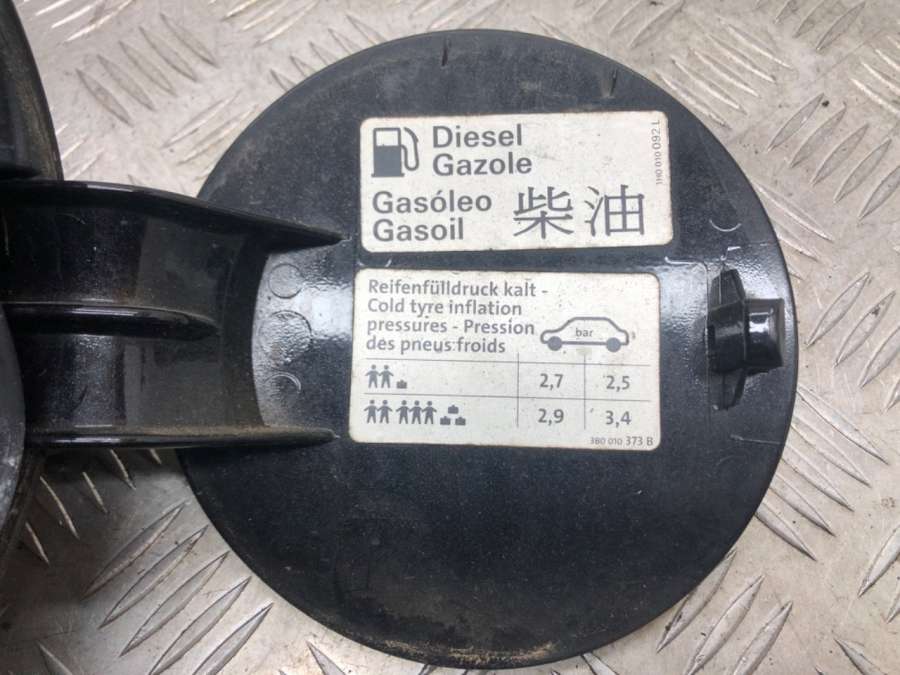 Diesel
Gazole
Gasóleo
Gasoil
柴油
1H0 010 092 L
Reifenfülldruck kalt -
Cold tyre inflation
pressures - Pression
des pneus froids
bar
2,7 2,5
2,9 3,4
3B0 010 373 B